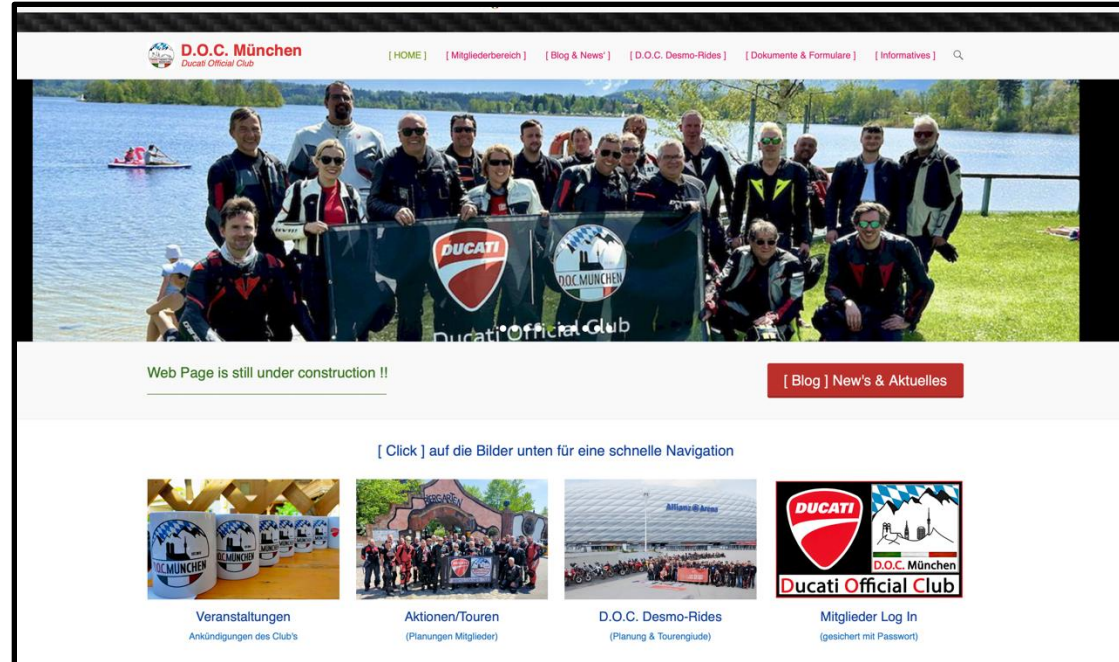 D.O.C. München
Ducati Official Club
[ HOME ]
[ Mitgliederbereich ]
[ Blog & News' ]
[ D.O.C. Desmo-Rides ]
[ Dokumente & Formulare ]
[ Informatives ]
DUCATI
D.O.C.MÜNCHEN
Ducati Official Club
Web Page is still under construction !!
[ Blog ] New's & Aktuelles
[ Click ] auf die Bilder unten für eine schnelle Navigation
D.O.C.MÜNCHEN
BIERGARTEN
Allianz Arena
DUCATI
D.O.C. München
Ducati Official Club
Veranstaltungen
Ankündigungen des Club's
Aktionen/Touren
(Planungen Mitglieder)
D.O.C. Desmo-Rides
(Planung & Tourengiude)
Mitglieder Log In
(gesichert mit Passwort)